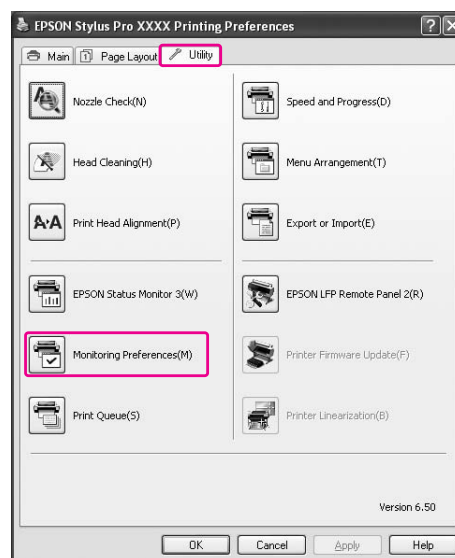 EPSON Stylus Pro XXXX Printing Preferences
Main
Page Layout
Utility
Nozzle Check(N)
Speed and Progress(D)
Head Cleaning(H)
Menu Arrangement(T)
Print Head Alignment(P)
Export or Import(E)
EPSON Status Monitor 3(W)
EPSON LFP Remote Panel 2(R)
Monitoring Preferences(M)
Printer Firmware Update(F)
Print Queue(S)
Printer Linearization(B)
Version 6.50
OK
Cancel
Apply
Help